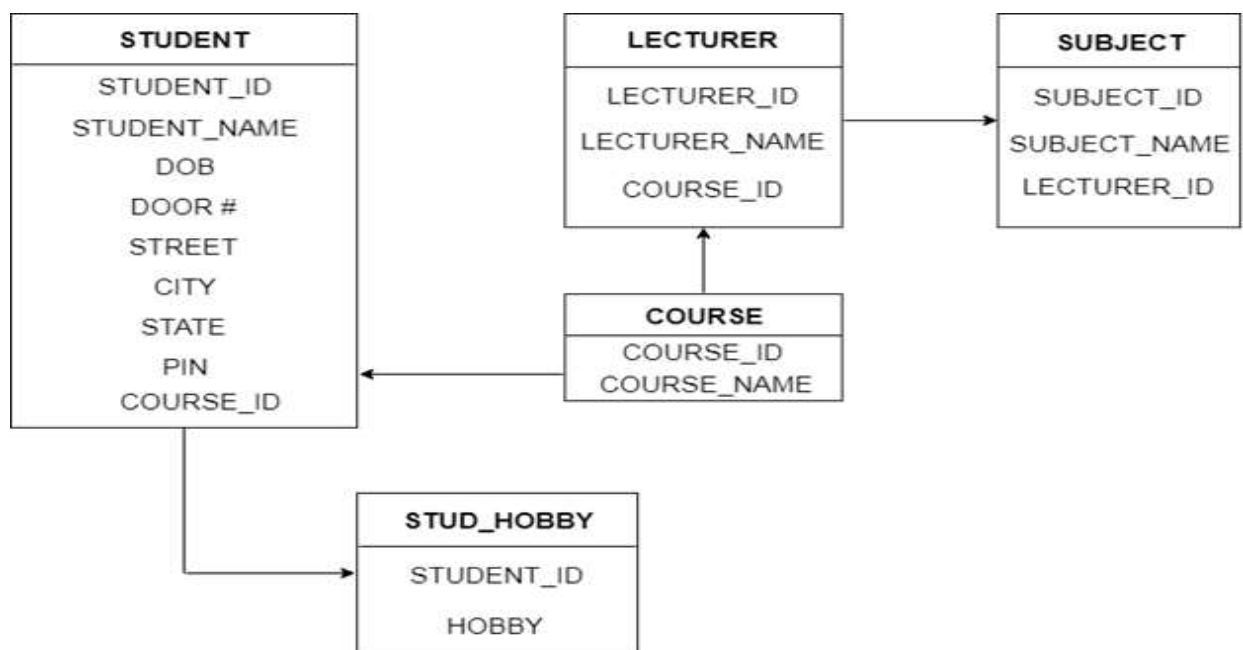 STUDENT
STUDENT_ID
STUDENT_NAME
DOB
DOOR #
STREET
CITY
STATE
PIN
COURSE_ID
LECTURER
LECTURER_ID
LECTURER_NAME
COURSE_ID
SUBJECT
SUBJECT_ID
SUBJECT_NAME
LECTURER_ID
COURSE
COURSE_ID
COURSE_NAME
STUD_HOBBY
STUDENT_ID
HOBBY